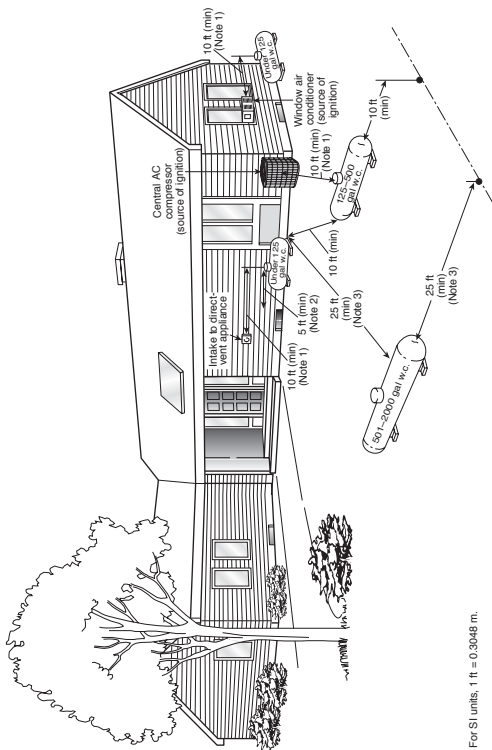 Central AC
compressor
(source of ignition)
10 ft (min)
(Note 1)
Under 125
gal w.c.
Window air
conditioner
(source of
ignition)
10 ft (min)
(Note 1)
Intake to direct-
vent appliance
Under 125
gal w.c.
5 ft (min)
(Note 2)
10 ft (min)
(Note 1)
125–500
gal w.c.
10 ft
(min)
10 ft (min)
25 ft
(min)
(Note 3)
501–2000 gal w.c.
25 ft
(min)
(Note 3)
For SI units, 1 ft = 0.3048 m.